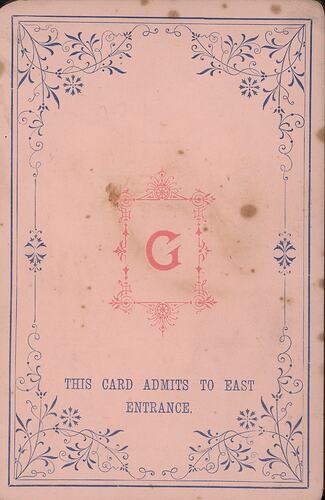 G
THIS CARD ADMITS TO EAST
ENTRANCE.